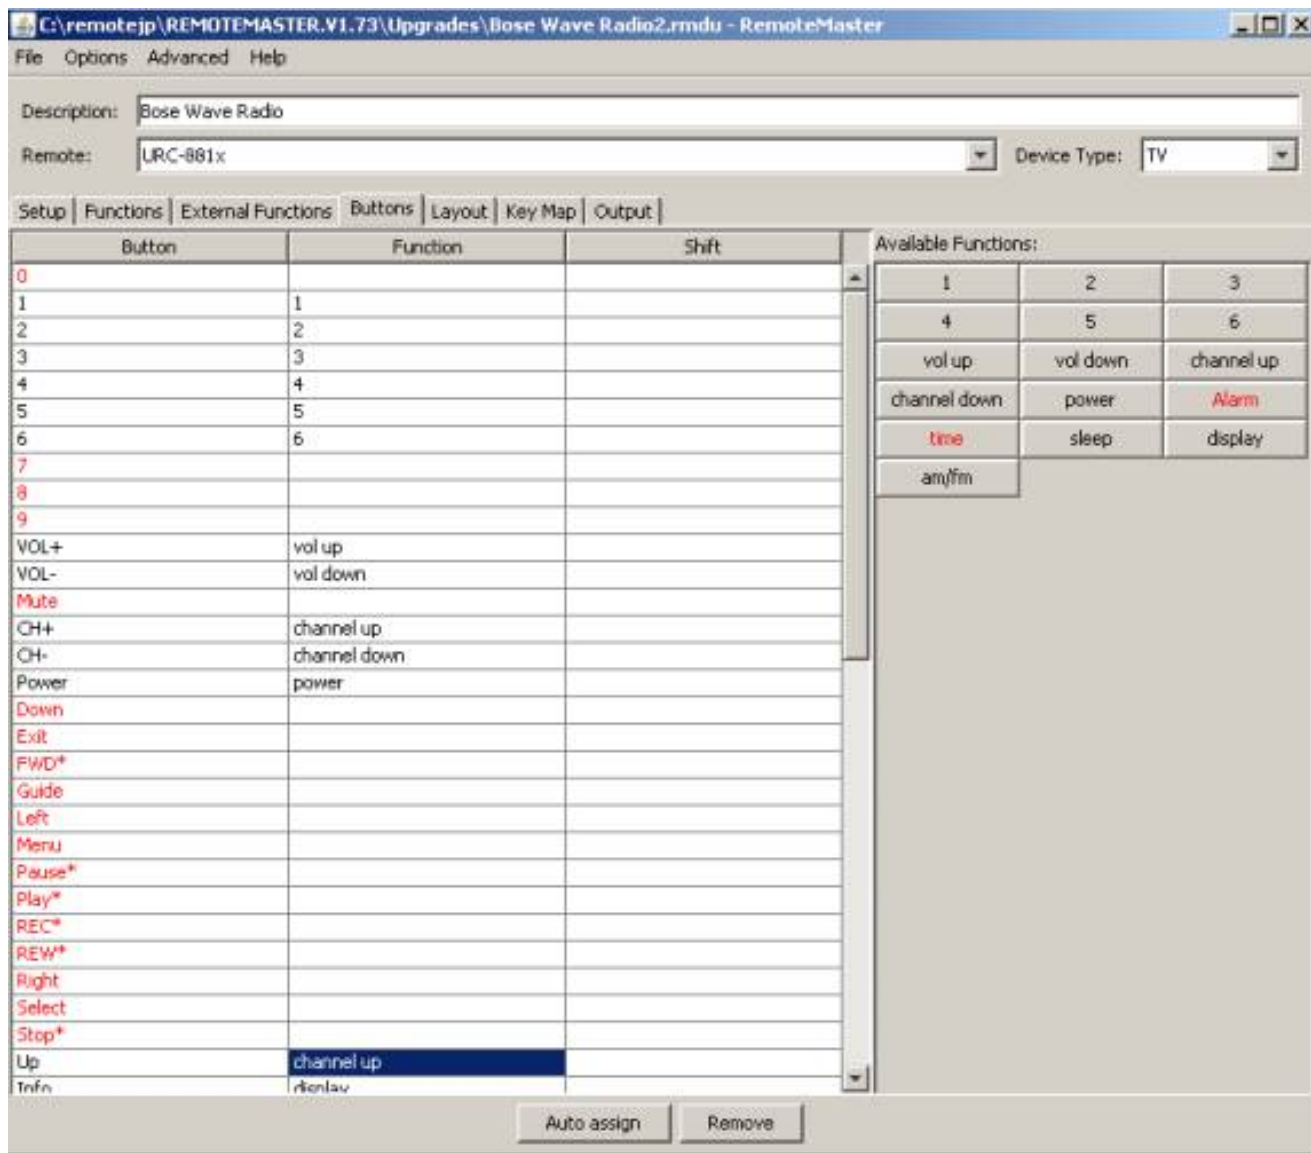 C:\remotejp\REMOTEMASTER.V1.73\Upgrades\Bose Wave Radio2.rmdu - RemoteMaster
File Options Advanced Help
Description: Bose Wave Radio
Remote: URC-881x Device Type: TV
Setup Functions External Functions Buttons Layout Key Map Output
Button Function Shift Available Functions:
0
1 1
2 2
3 3
4 4
5 5
6 6
7
8
9
VOL+ vol up
VOL- vol down
Mute
CH+ channel up
CH- channel down
Power power
Down
Exit
FWD*
Guide
Left
Menu
Pause*
Play*
REC*
REW*
Right
Select
Stop*
Up channel up
Info display
1 2 3
4 5 6
vol up vol down channel up
channel down power Alarm
time sleep display
am/fm
Auto assign Remove